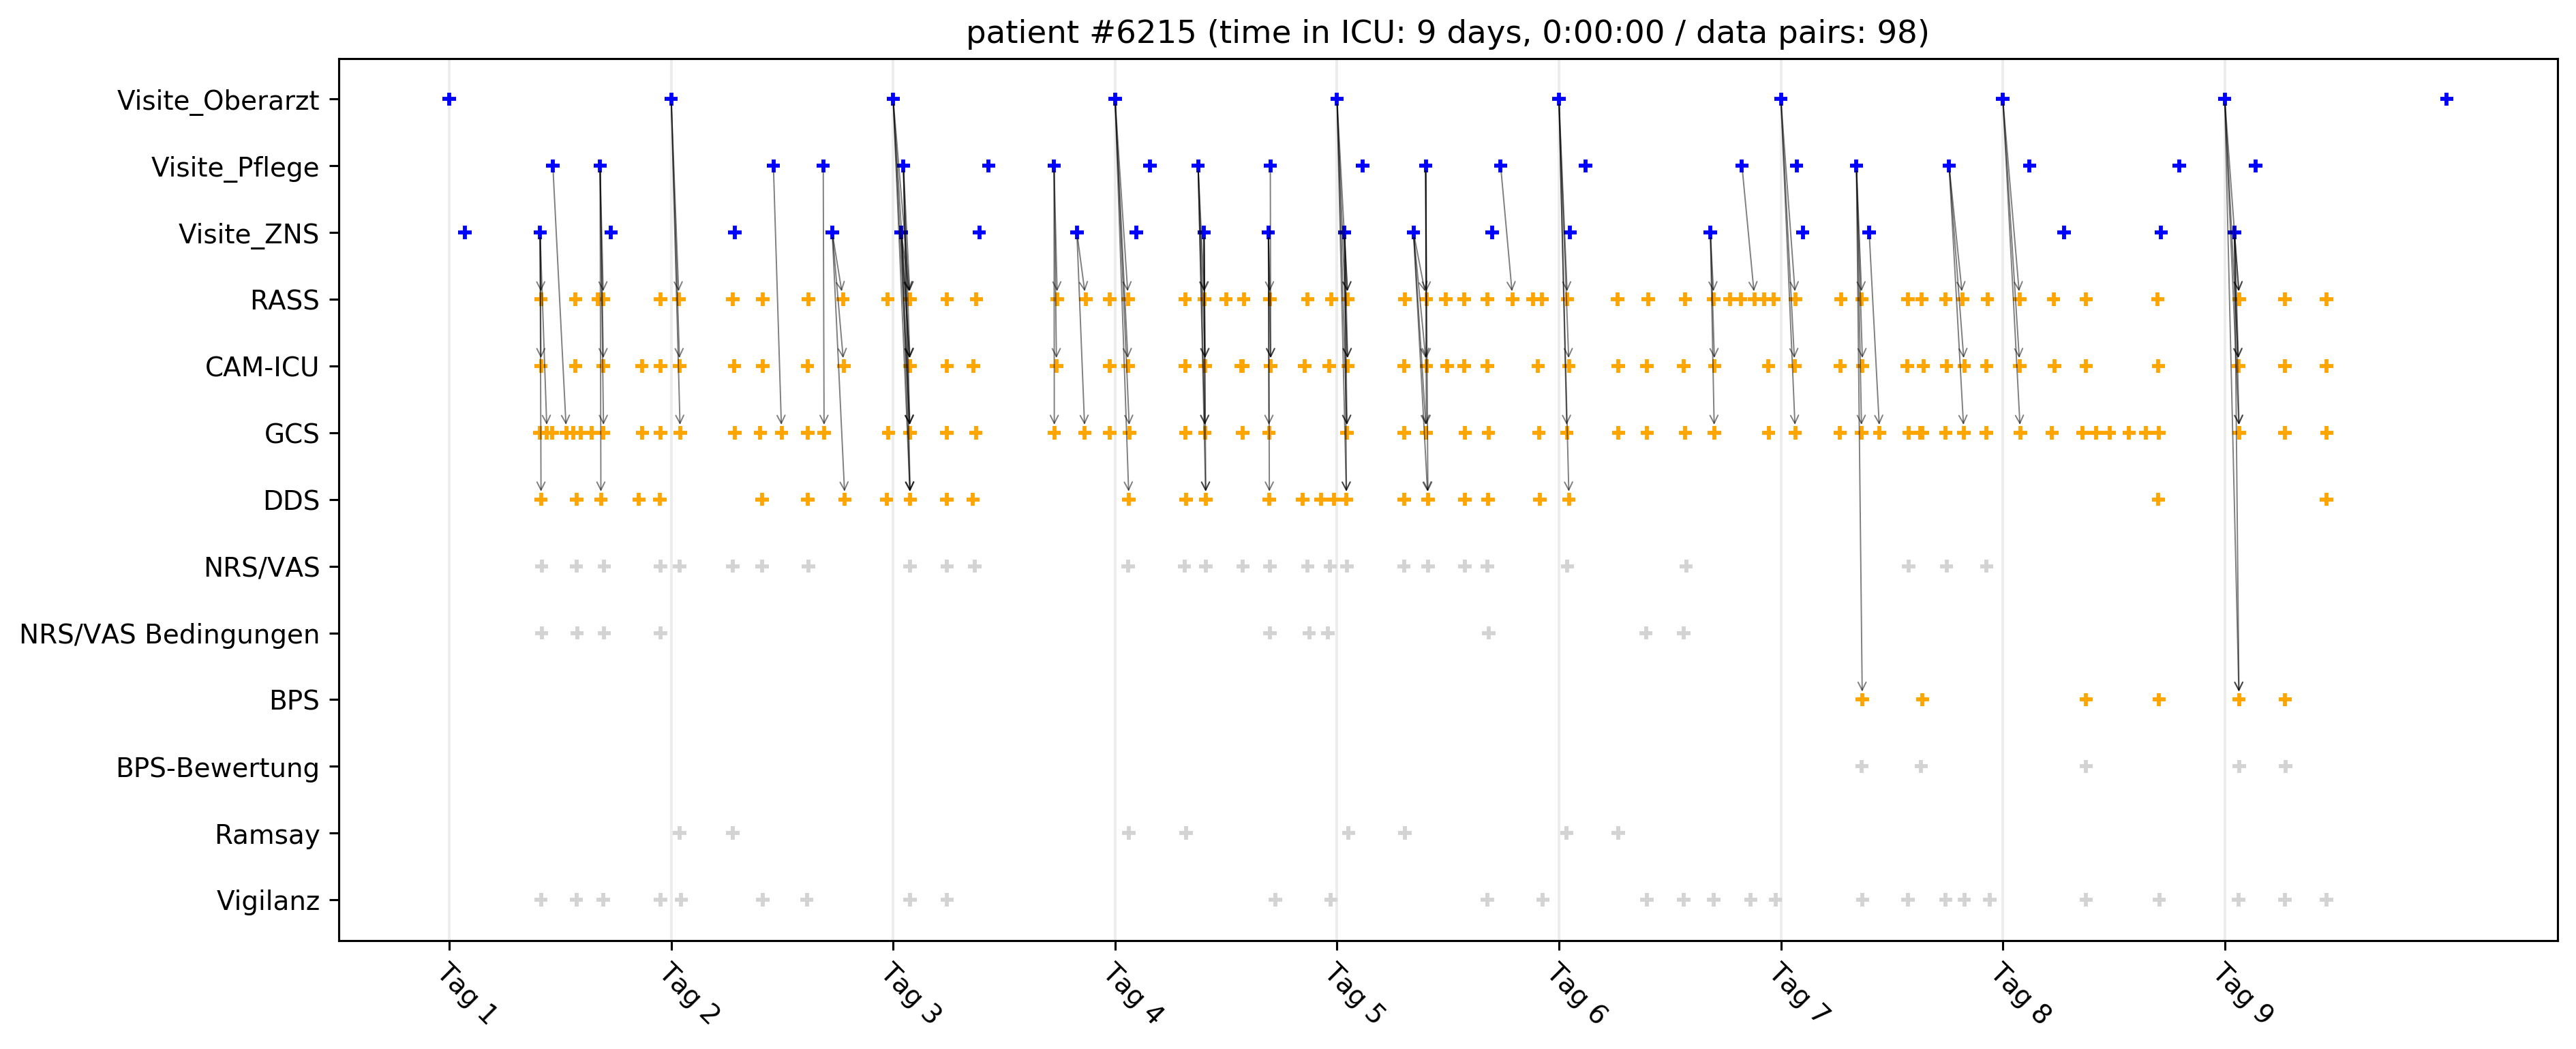 patient #6215 (time in ICU: 9 days, 0:00:00 / data pairs: 98)
Visite_Oberarzt
Visite_Pflege
Visite_ZNS
RASS
CAM-ICU
GCS
DDS
NRS/VAS
NRS/VAS Bedingungen
BPS
BPS-Bewertung
Ramsay
Vigilanz
Tag 1
Tag 2
Tag 3
Tag 4
Tag 5
Tag 6
Tag 7
Tag 8
Tag 9